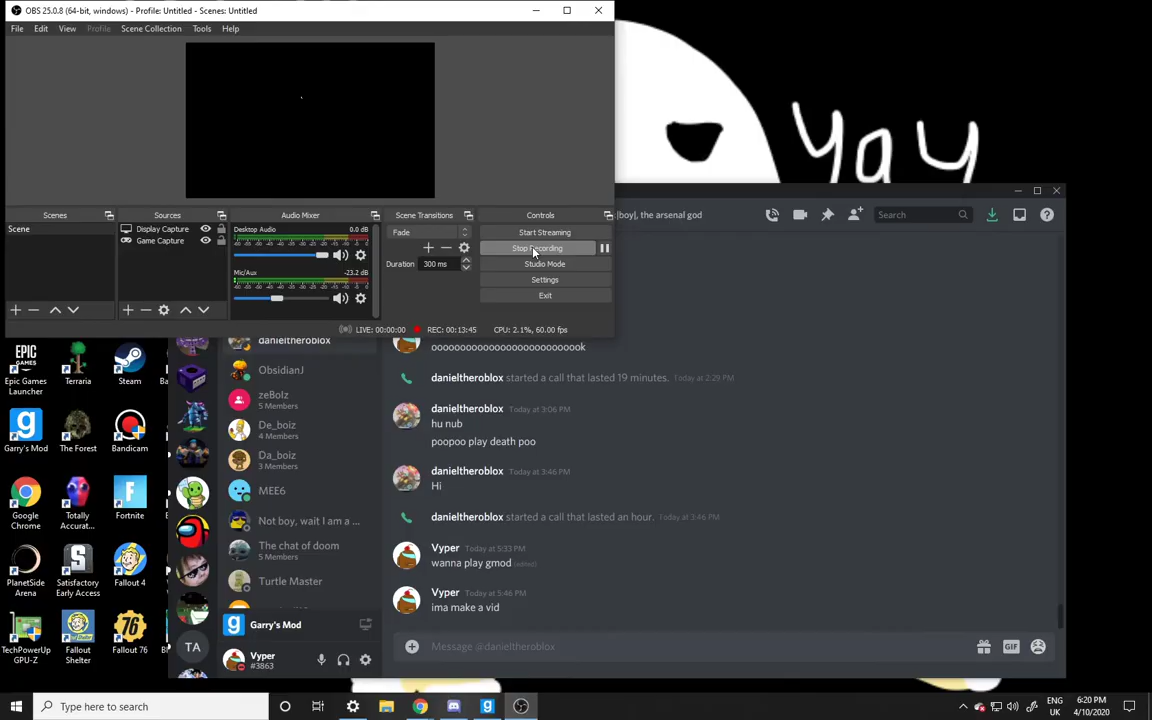 OBS 25.0.8 (64-bit, windows) - Profile: Untitled - Scenes: Untitled
File Edit View Profile Scene Collection Tools Help
Scenes
Scene
Sources
Display Capture
Game Capture
Audio Mixer
Desktop Audio 0.0 dB
Mic/Aux -23.2 dB
Scene Transitions
Fade
Duration 300 ms
Controls
Start Streaming
Stop Recording
Studio Mode
Settings
Exit
LIVE: 00:00:00 REC: 00:13:45 CPU: 2.1%, 60.00 fps
yay
|boy|, the arsenal god
Search
Epic Games Launcher
Terraria
Steam
Garry's Mod
The Forest
Bandicam
Google Chrome
Totally Accurat...
Fortnite
PlanetSide Arena
Satisfactory Early Access
Fallout 4
TechPowerUp GPU-Z
Fallout Shelter
Fallout 76
TA
danieltheroblox
ObsidianJ
zeBolz
5 Members
De_boiz
4 Members
Da_boiz
3 Members
MEE6
Not boy, wait I am a ...
The chat of doom
5 Members
Turtle Master
Garry's Mod
Vyper
#3863
oooooooooooooooooooooooook
danieltheroblox started a call that lasted 19 minutes. Today at 2:29 PM
danieltheroblox Today at 3:06 PM
hu nub
poopoo play death poo
danieltheroblox Today at 3:46 PM
Hi
danieltheroblox started a call that lasted an hour. Today at 3:46 PM
Vyper Today at 5:33 PM
wanna play gmod (edited)
Vyper Today at 5:46 PM
ima make a vid
Message @danieltheroblox
GIF
Type here to search
ENG
UK
6:20 PM
4/10/2020